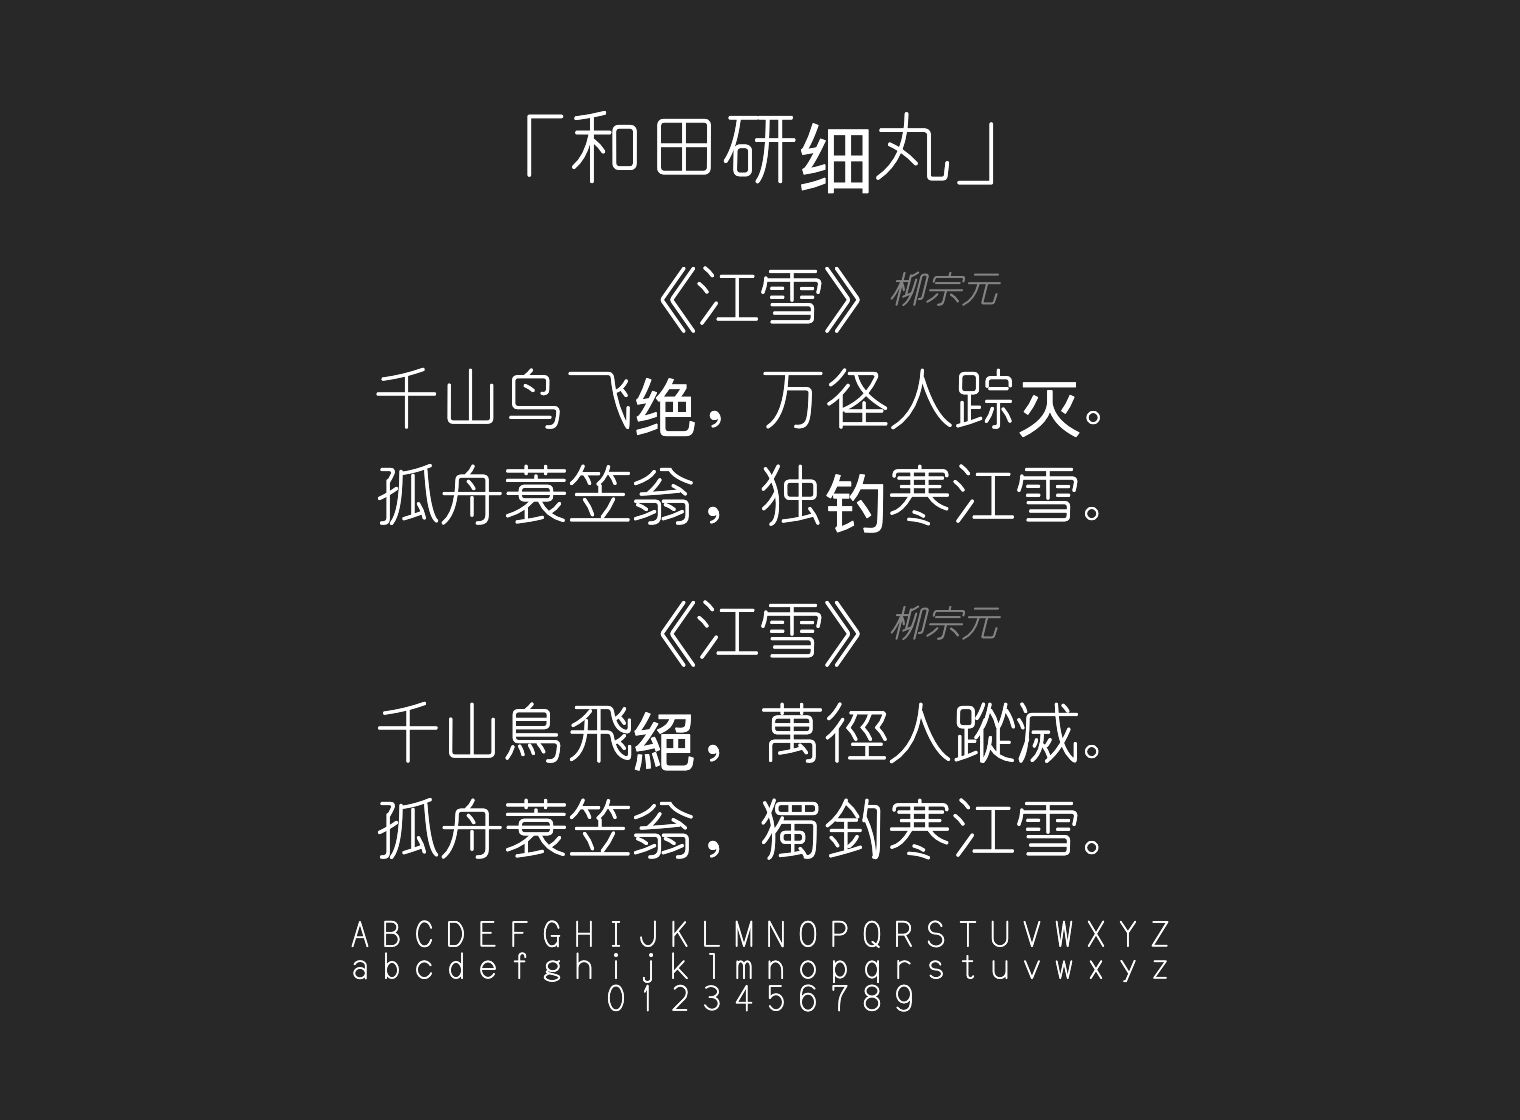 「和田研细丸」
《江雪》 柳宗元
千山鸟飞绝，万径人踪灭。
孤舟蓑笠翁，独钓寒江雪。
《江雪》 柳宗元
千山鳥飛絕，萬徑人蹤滅。
孤舟蓑笠翁，獨釣寒江雪。
A B C D E F G H I J K L M N O P Q R S T U V W X Y Z
a b c d e f g h i j k l m n o p q r s t u v w x y z
0 1 2 3 4 5 6 7 8 9